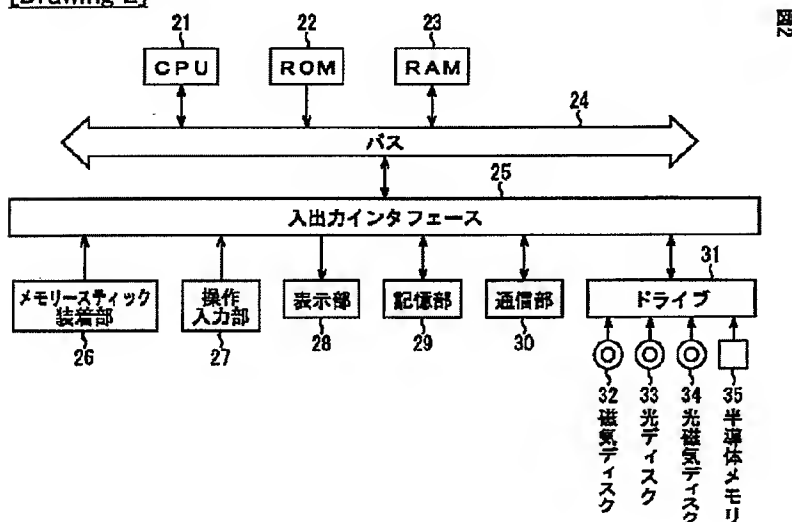 [Drawing 2]
図2
21 22 23
CPU ROM RAM
24
バス
25
入出力インタフェース
31
メモリースティック
装着部
操作
入力部
表示部
記憶部
通信部
ドライブ
26 27 28 29 30
32 磁気ディスク
33 光ディスク
34 光磁気ディスク
35 半導体メモリ